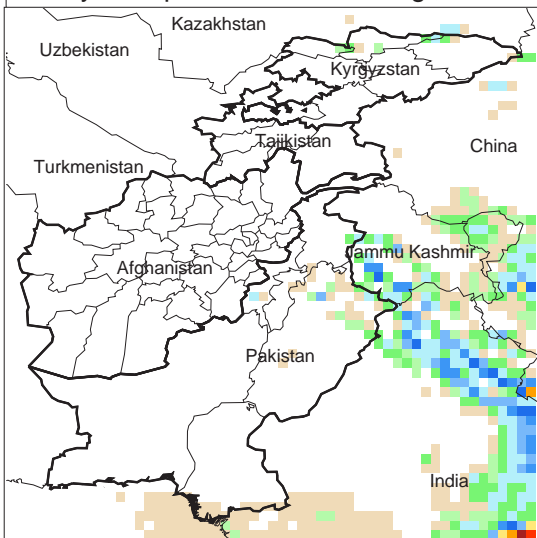 Kazakhstan
Uzbekistan
Kyrgyzstan
Tajikistan
China
Turkmenistan
Jammu Kashmir
Afghanistan
Pakistan
India